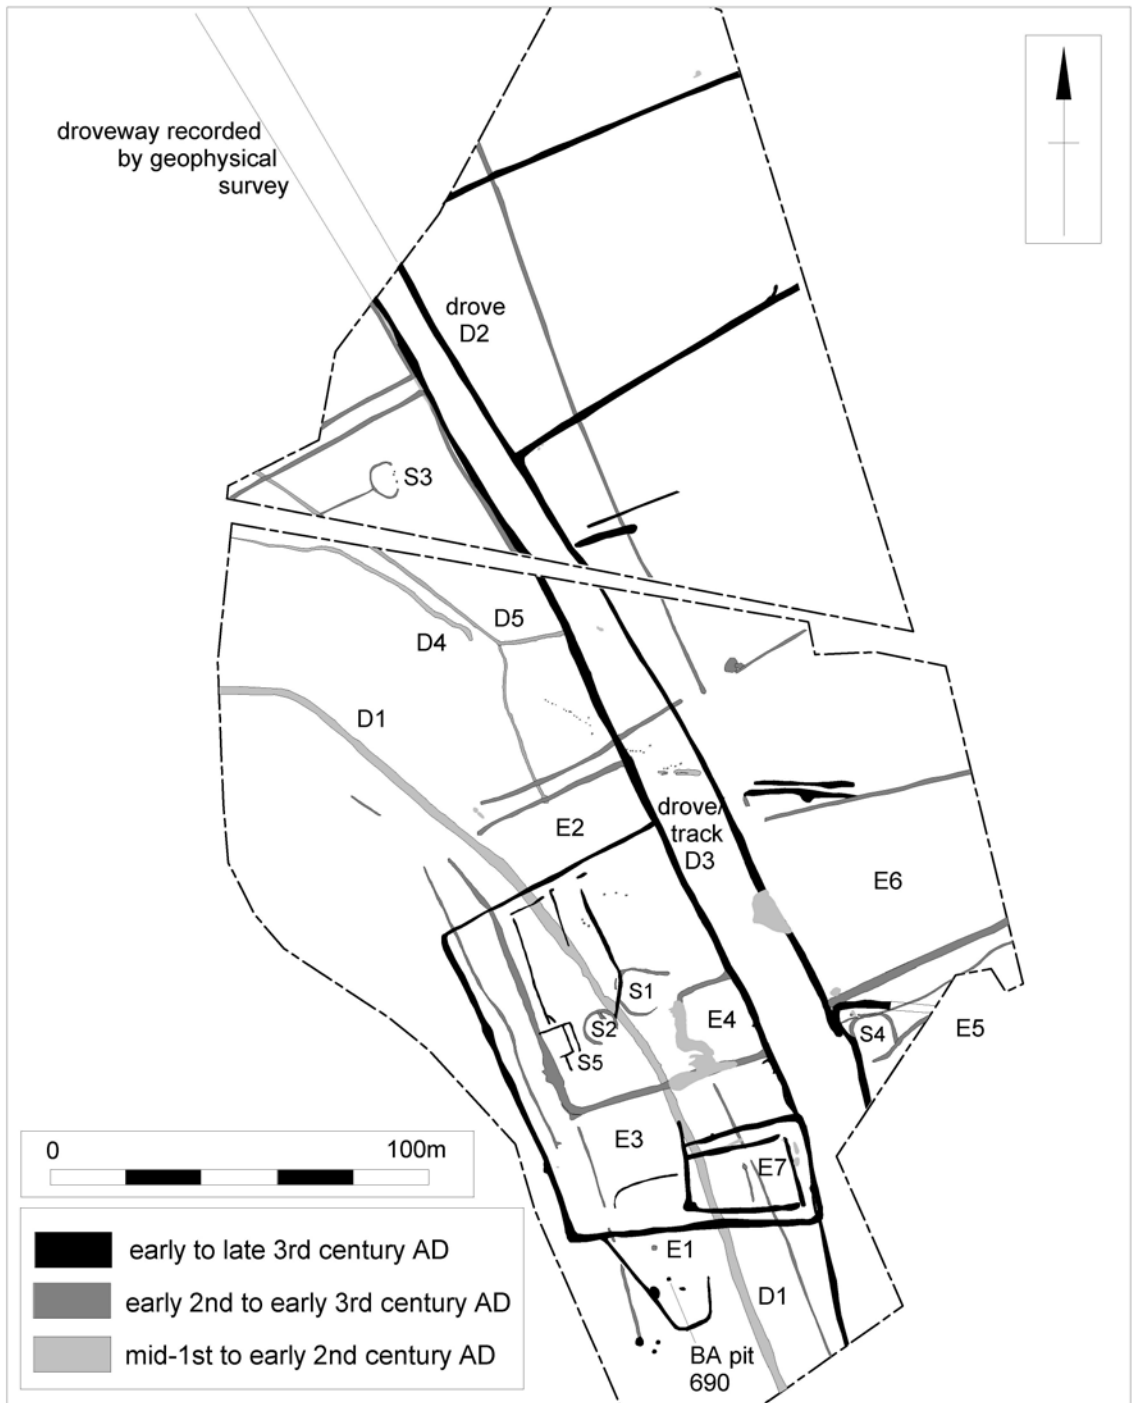 droveway recorded
by geophysical
survey
drove
D2
S3
D5
D4
D1
drove/
track
D3
E2
E6
S1
S2
E4
S4
E5
S5
E3
E7
E1
D1
BA pit
690
0 100m
early to late 3rd century AD
early 2nd to early 3rd century AD
mid-1st to early 2nd century AD